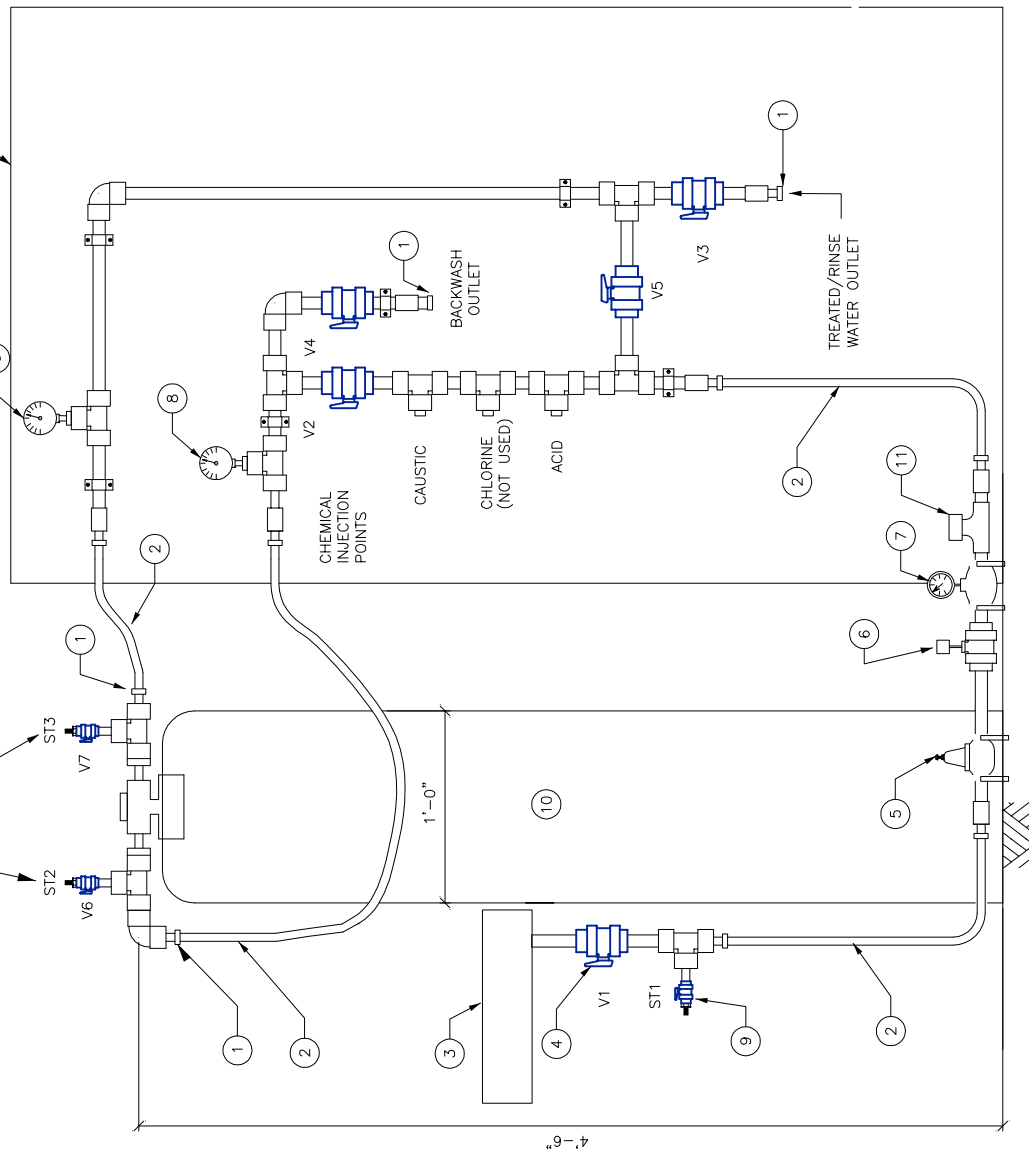 ST3
V7
ST2
V6
1
2
1
2
8
V2
V4
1
BACKWASH
OUTLET
CHEMICAL
INJECTION
POINTS
CAUSTIC
CHLORINE
(NOT USED)
ACID
V5
V3
1
TREATED/RINSE
WATER OUTLET
2
11
7
6
5
10
1'-0"
3
4
V1
ST1
9
2
4'-6"